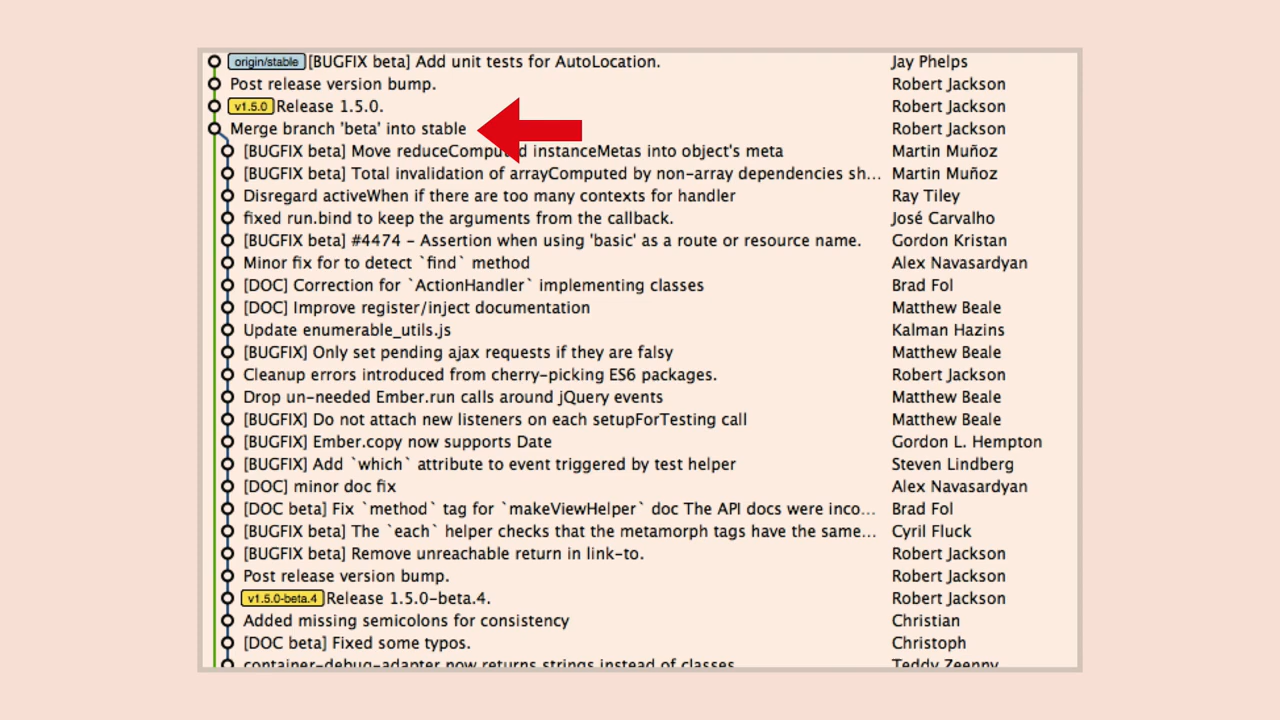 origin/stable [BUGFIX beta] Add unit tests for AutoLocation. Jay Phelps
Post release version bump. Robert Jackson
v1.5.0 Release 1.5.0. Robert Jackson
Merge branch 'beta' into stable Robert Jackson
[BUGFIX beta] Move reduceComputed instanceMetas into object's meta Martin Muñoz
[BUGFIX beta] Total invalidation of arrayComputed by non-array dependencies sh... Martin Muñoz
Disregard activeWhen if there are too many contexts for handler Ray Tiley
fixed run.bind to keep the arguments from the callback. José Carvalho
[BUGFIX beta] #4474 - Assertion when using 'basic' as a route or resource name. Gordon Kristan
Minor fix for to detect `find` method Alex Navasardyan
[DOC] Correction for `ActionHandler` implementing classes Brad Fol
[DOC] Improve register/inject documentation Matthew Beale
Update enumerable_utils.js Kalman Hazins
[BUGFIX] Only set pending ajax requests if they are falsy Matthew Beale
Cleanup errors introduced from cherry-picking ES6 packages. Robert Jackson
Drop un-needed Ember.run calls around jQuery events Matthew Beale
[BUGFIX] Do not attach new listeners on each setupForTesting call Matthew Beale
[BUGFIX] Ember.copy now supports Date Gordon L. Hempton
[BUGFIX] Add `which` attribute to event triggered by test helper Steven Lindberg
[DOC] minor doc fix Alex Navasardyan
[DOC beta] Fix `method` tag for `makeViewHelper` doc The API docs were inco... Brad Fol
[BUGFIX beta] The `each` helper checks that the metamorph tags have the same... Cyril Fluck
[BUGFIX beta] Remove unreachable return in link-to. Robert Jackson
Post release version bump. Robert Jackson
v1.5.0-beta.4 Release 1.5.0-beta.4. Robert Jackson
Added missing semicolons for consistency Christian
[DOC beta] Fixed some typos. Christoph
container-debug-adapter now returns strings instead of classes Teddy Zeenny